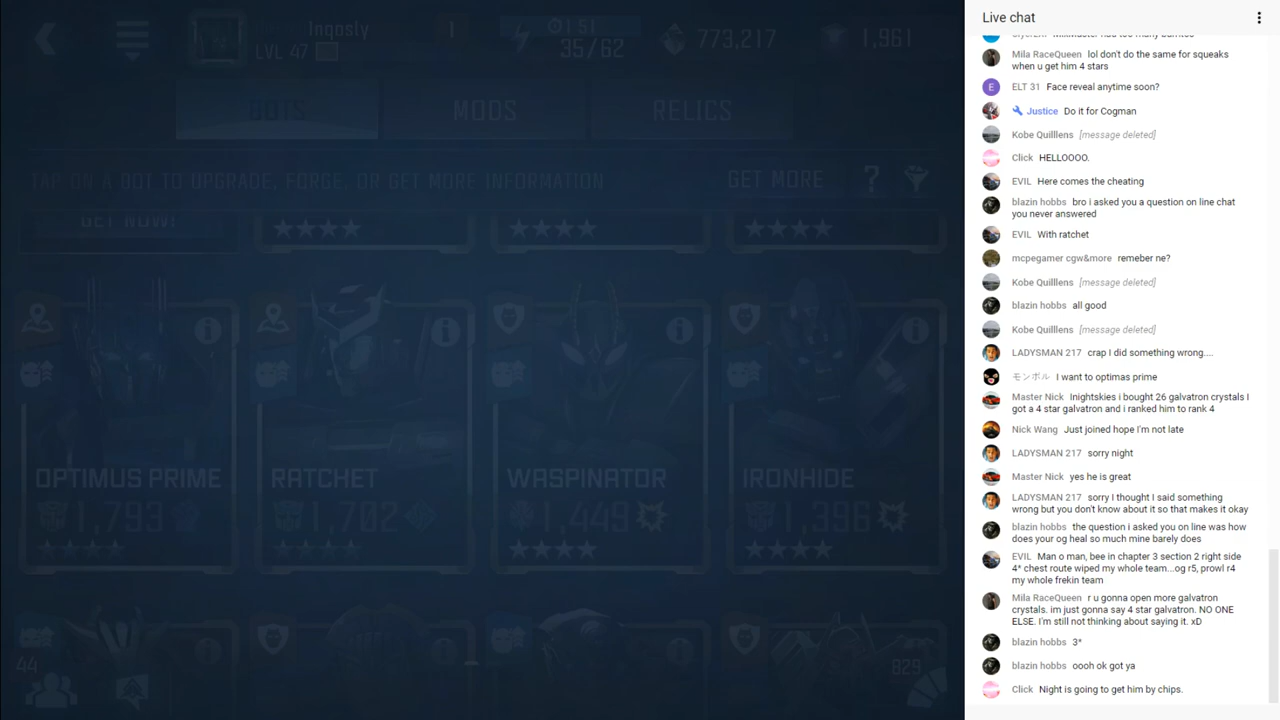 Ingosly
1
1 51
LVL
35/62
773,217
1,961
MODS
RELICS
TAP ON A BOT TO UPGRADE, FORGE, OR GET MORE INFORMATION
GET MORE
?
GET NOW!
OPTIMUS PRIME
RATCHET
WASPINATOR
IRONHIDE
1,793
1,702
449
1,396
44
829
Live chat
Mila RaceQueen lol don't do the same for squeaks
when u get him 4 stars
E ELT 31 Face reveal anytime soon?
Justice Do it for Cogman
Kobe Quilllens [message deleted]
Click HELLOOOO.
EVIL Here comes the cheating
blazin hobbs bro i asked you a question on line chat
you never answered
EVIL With ratchet
mcpegamer cgw&more remeber ne?
Kobe Quilllens [message deleted]
blazin hobbs all good
Kobe Quilllens [message deleted]
LADYSMAN 217 crap I did something wrong....
モンボル I want to optimas prime
Master Nick Inightskies i bought 26 galvatron crystals I
got a 4 star galvatron and i ranked him to rank 4
Nick Wang Just joined hope I'm not late
LADYSMAN 217 sorry night
Master Nick yes he is great
LADYSMAN 217 sorry I thought I said something
wrong but you don't know about it so that makes it okay
blazin hobbs the question i asked you on line was how
does your og heal so much mine barely does
EVIL Man o man, bee in chapter 3 section 2 right side
4* chest route wiped my whole team...og r5, prowl r4
my whole frekin team
Mila RaceQueen r u gonna open more galvatron
crystals. im just gonna say 4 star galvatron. NO ONE
ELSE. I'm still not thinking about saying it. xD
blazin hobbs 3*
blazin hobbs oooh ok got ya
Click Night is going to get him by chips.